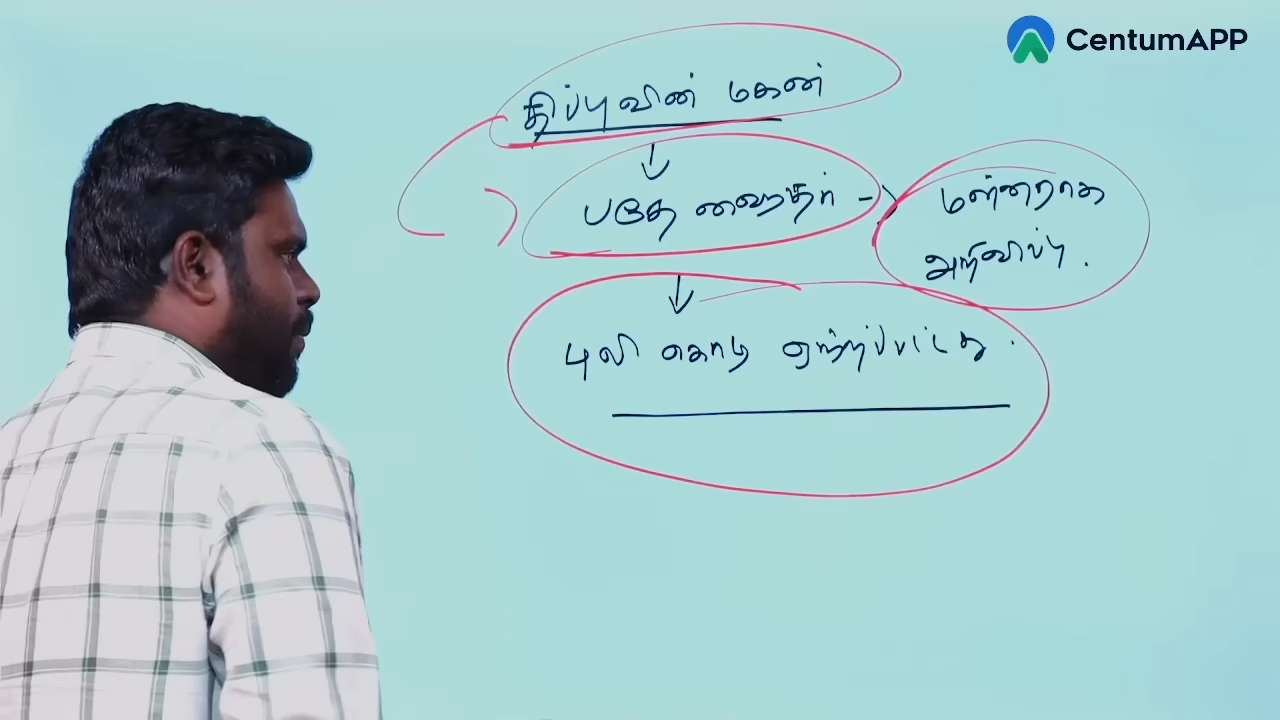 CentumAPP
திப்புவின் மகன்
பதே ஹைதர் → மன்னராக
அறிவிப்பு.
புலி கொடி ஏற்றப்பட்டது.